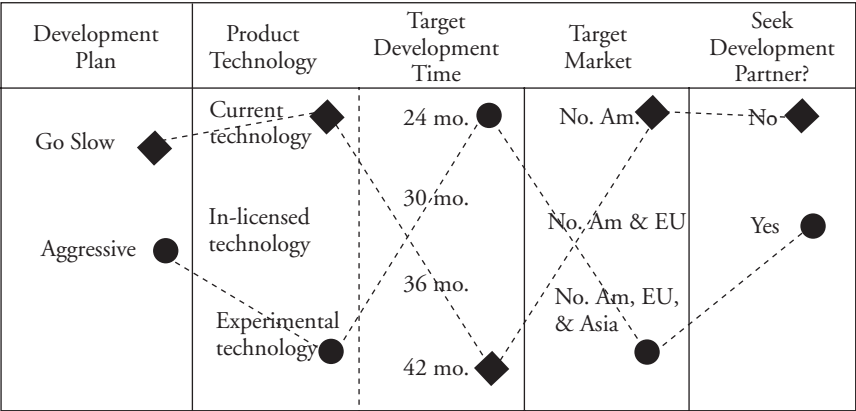 Development
Plan
Product
Technology
Target
Development
Time
Target
Market
Seek
Development
Partner?
Go Slow
Aggressive
Current
technology
In-licensed
technology
Experimental
technology
24 mo.
30 mo.
36 mo.
42 mo.
No. Am.
No. Am & EU
No. Am, EU,
& Asia
No
Yes